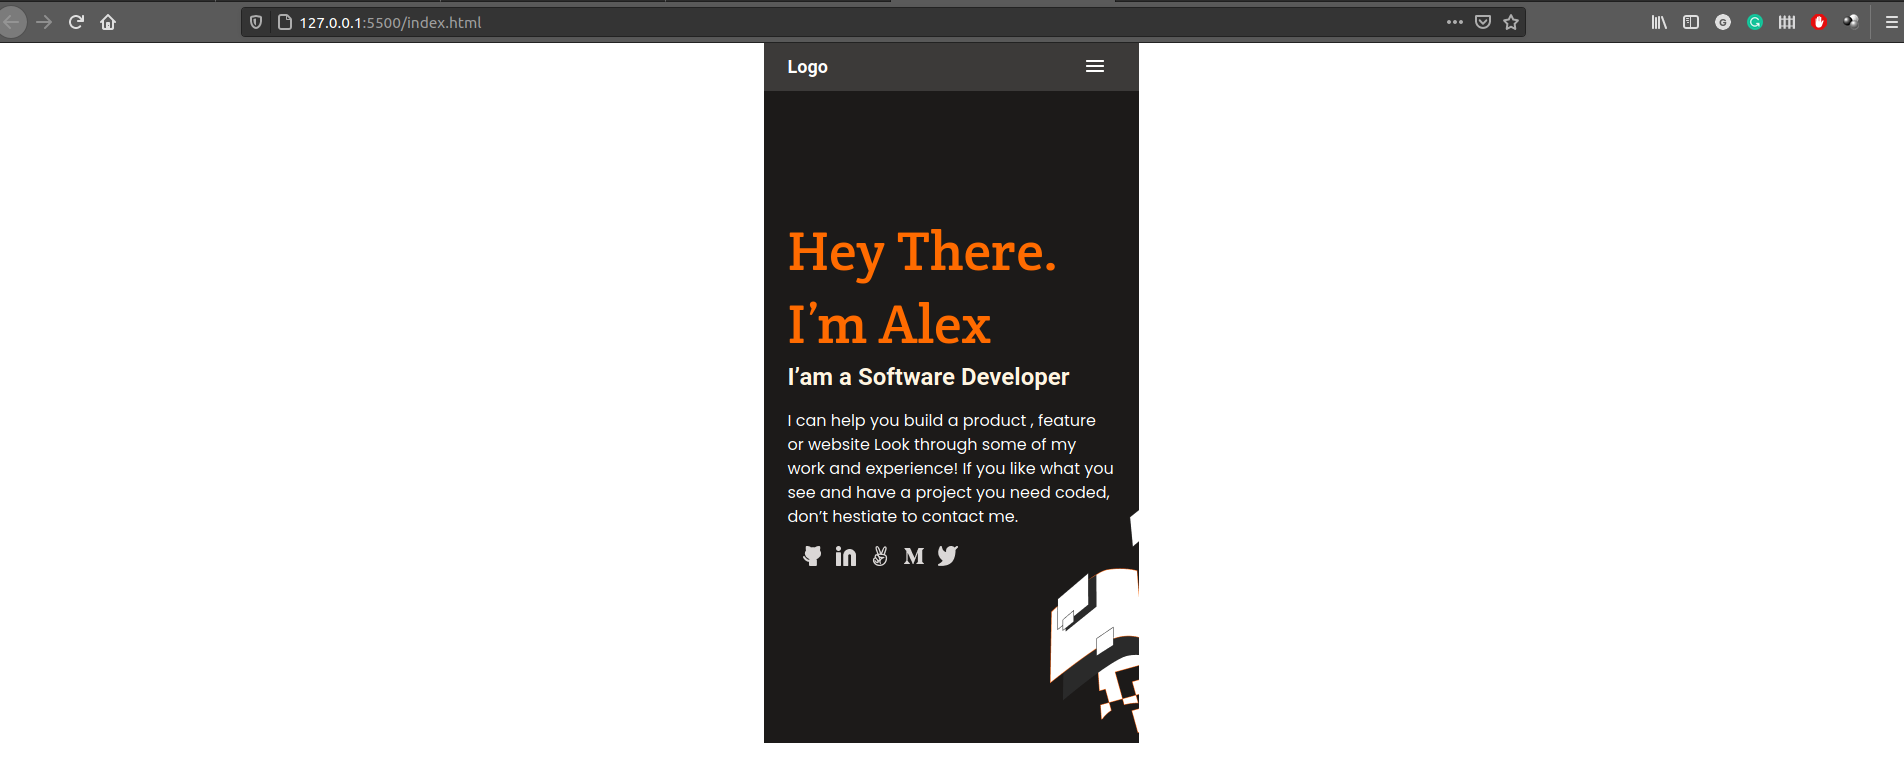 127.0.0.1:5500/index.html
Logo
Hey There.
I’m Alex
I’am a Software Developer
I can help you build a product , feature
or website Look through some of my
work and experience! If you like what you
see and have a project you need coded,
don’t hestiate to contact me.